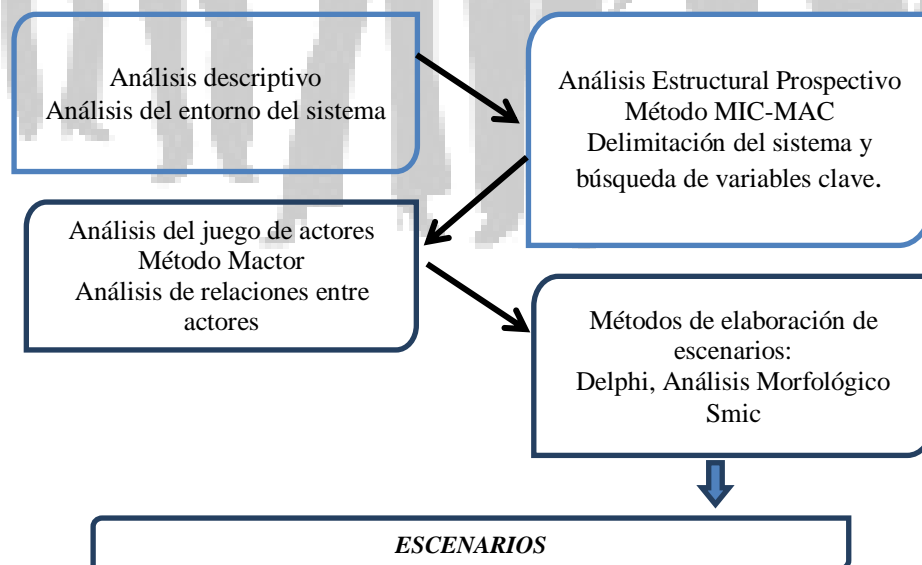 Análisis descriptivo
Análisis del entorno del sistema
Análisis Estructural Prospectivo
Método MIC-MAC
Delimitación del sistema y
búsqueda de variables clave.
Análisis del juego de actores
Método Mactor
Análisis de relaciones entre
actores
Métodos de elaboración de
escenarios:
Delphi, Análisis Morfológico
Smic
ESCENARIOS